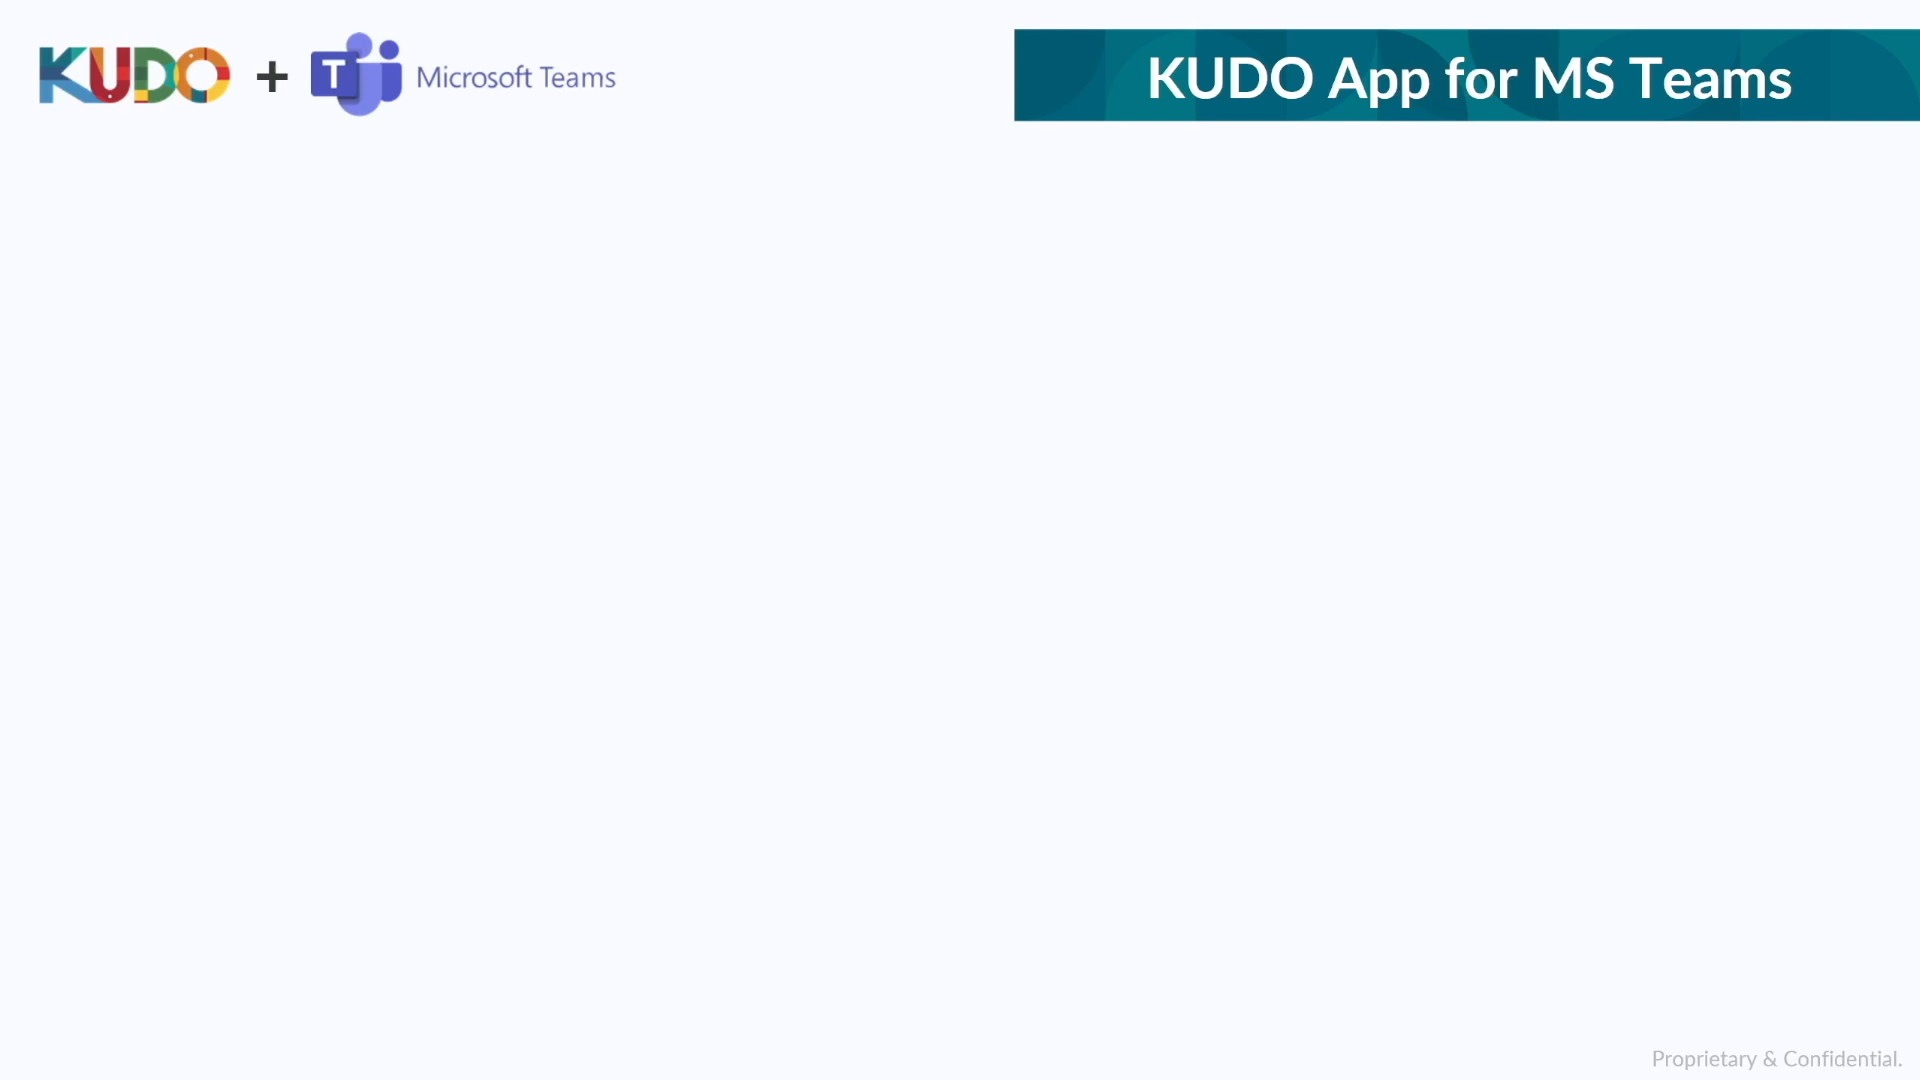 KUDO + Microsoft Teams
KUDO App for MS Teams
Proprietary & Confidential.